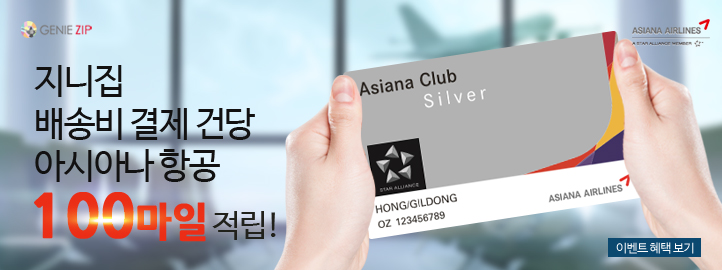 GENIE ZIP
ASIANA AIRLINES
A STAR ALLIANCE MEMBER
지니집
배송비 결제 건당
아시아나 항공
100마일 적립!
Asiana Club
Silver
STAR ALLIANCE
HONG/GILDONG
OZ 123456789
ASIANA AIRLINES
이벤트 혜택 보기